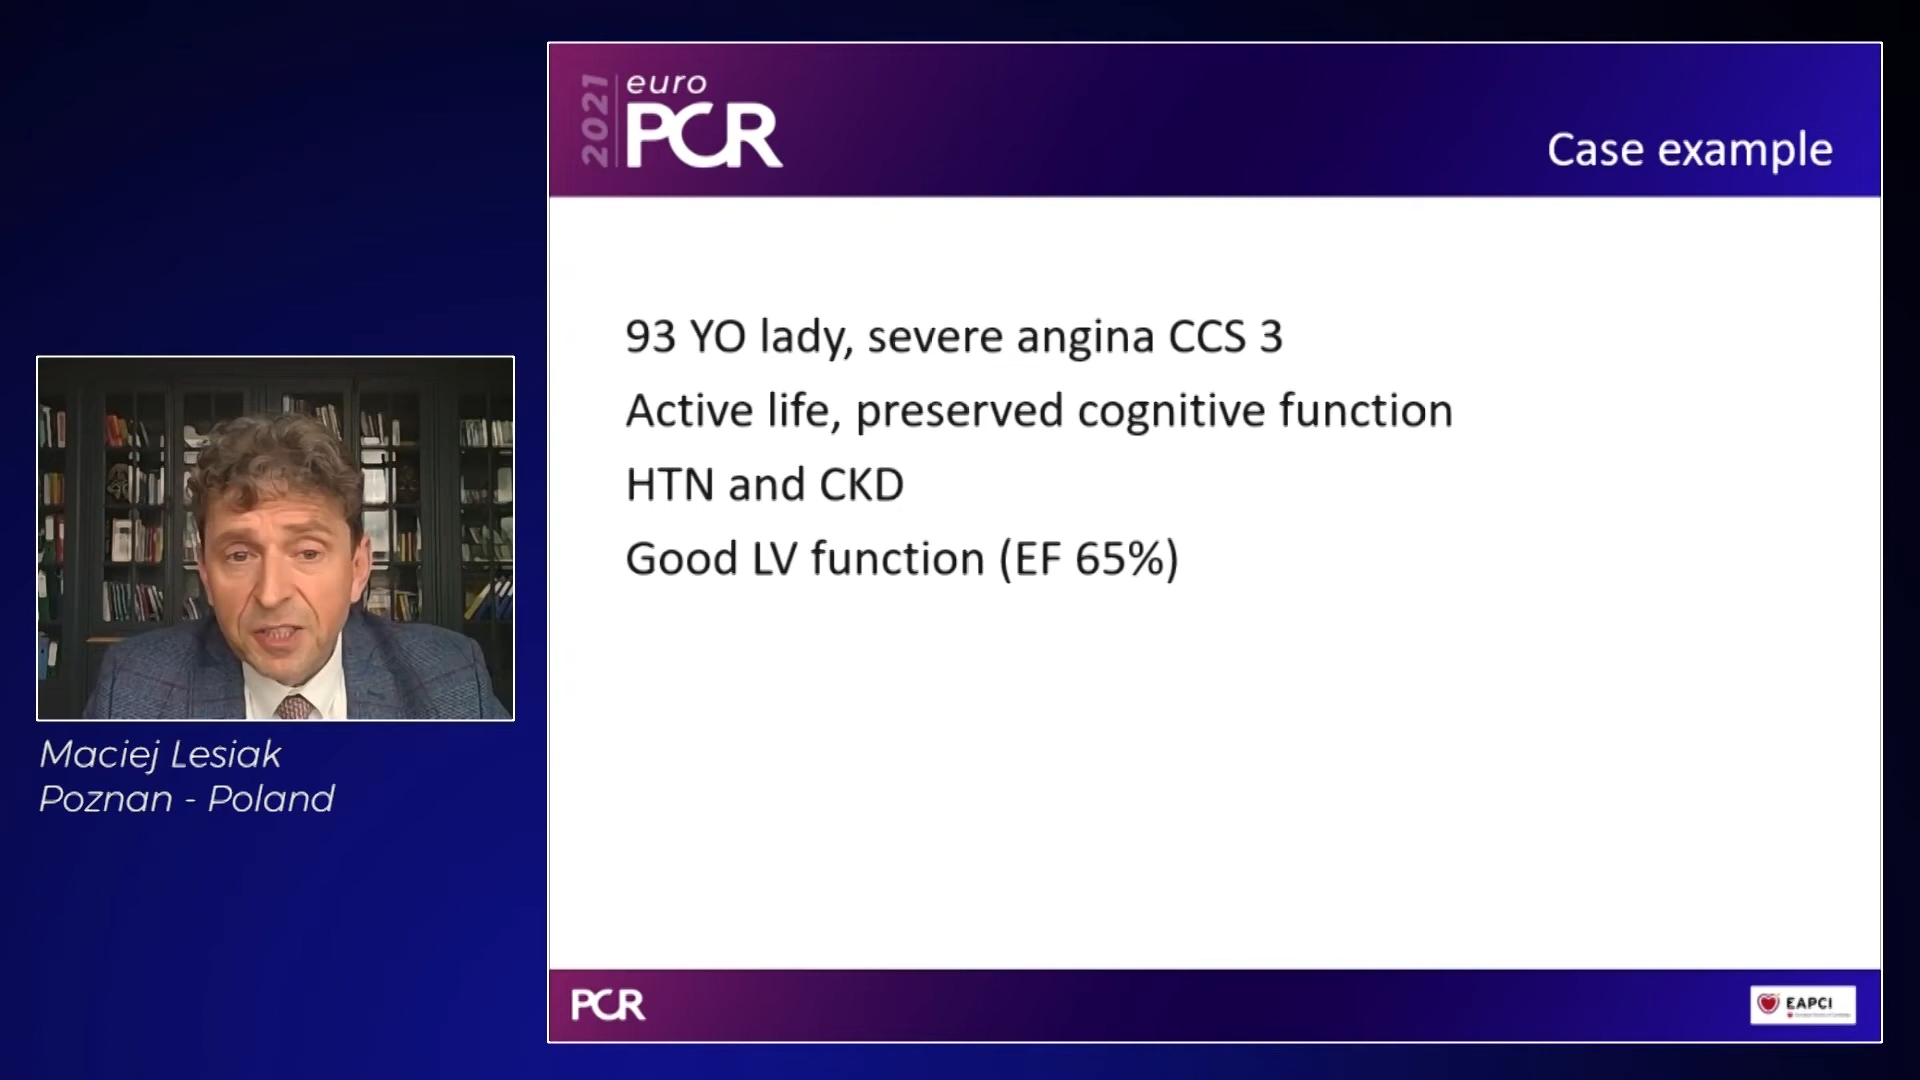 2021
euro
PCR
Case example
93 YO lady, severe angina CCS 3
Active life, preserved cognitive function
HTN and CKD
Good LV function (EF 65%)
Maciej Lesiak
Poznan - Poland
PCR
EAPCI